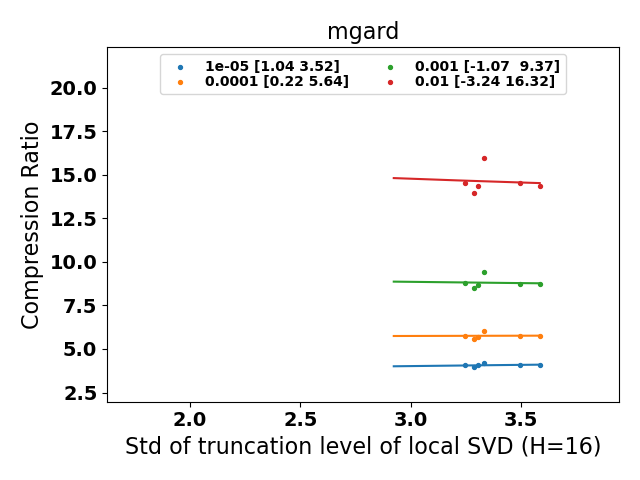 mgard
1e-05 [1.04 3.52]
0.0001 [0.22 5.64]
0.001 [-1.07  9.37]
0.01 [-3.24 16.32]
Compression Ratio
20.0
17.5
15.0
12.5
10.0
7.5
5.0
2.5
2.0 2.5 3.0 3.5
Std of truncation level of local SVD (H=16)